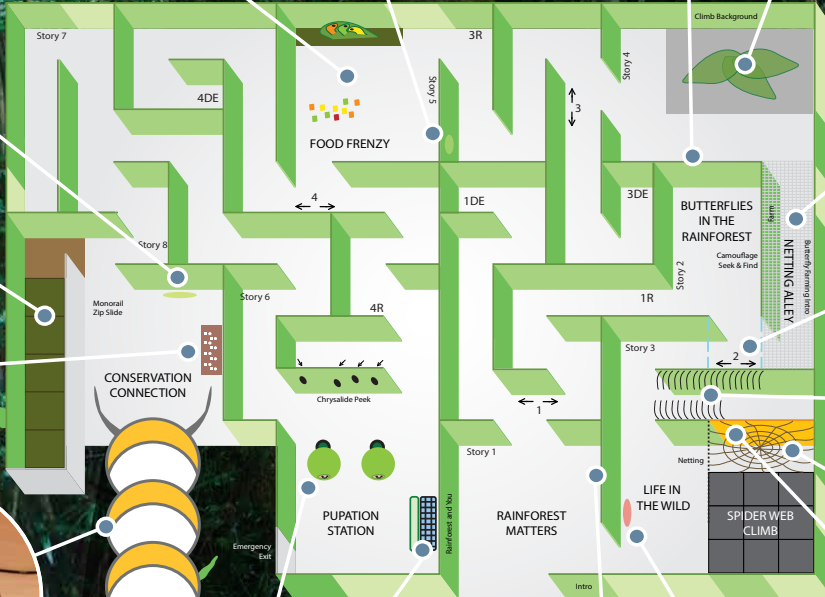 Climb Background
Story 7
3R
Story 4
4DE
Story 5
3
FOOD FRENZY
4
1DE
3DE
BUTTERFLIES
IN THE
RAINFOREST
Farm
NETTING ALLEY
Butterfly Farming Intro
Camouflage
Seek & Find
Story 8
Story 2
Story 6
1R
Monorail
Zip Slide
4R
Story 3
2
CONSERVATION
CONNECTION
Chrysalide Peek
1
Story 1
Netting
PUPATION
STATION
Rainforest and You
RAINFOREST
MATTERS
LIFE IN
THE WILD
SPIDER WEB
CLIMB
Emergency
Exit
Intro